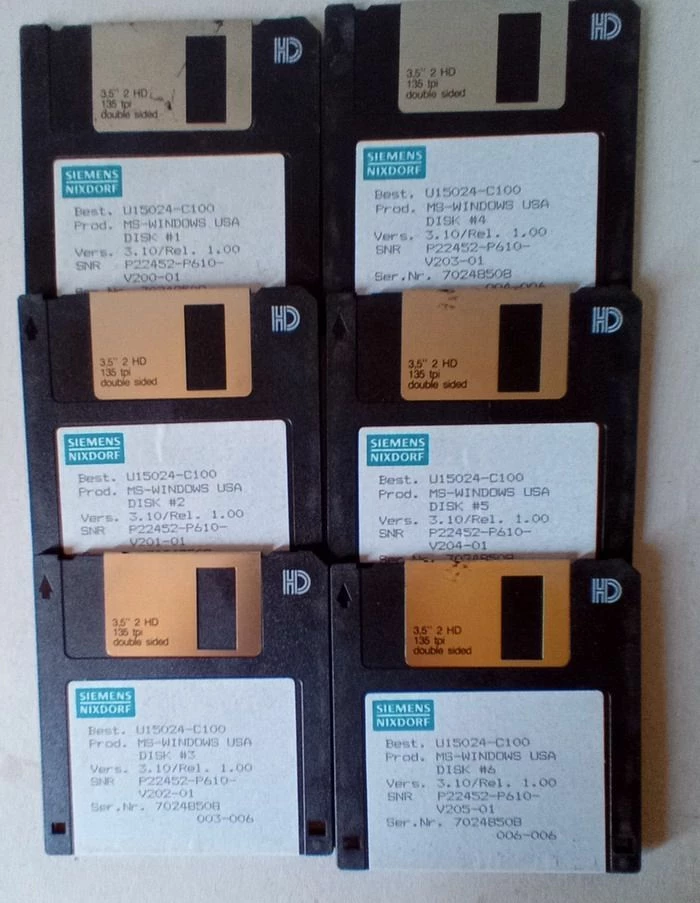 HD
3,5" 2 HD
135 tpi
double sided
SIEMENS
NIXDORF
Best. U15024-C100
Prod. MS-WINDOWS USA
DISK #1
Vers. 3.10/Rel. 1.00
SNR P22452-P610-
V200-01
HD
3,5" 2 HD
135 tpi
double sided
SIEMENS
NIXDORF
Best. U15024-C100
Prod. MS-WINDOWS USA
DISK #4
Vers. 3.10/Rel. 1.00
SNR P22452-P610-
V203-01
Ser.Nr. 70248508
HD
3,5" 2 HD
135 tpi
double sided
SIEMENS
NIXDORF
Best. U15024-C100
Prod. MS-WINDOWS USA
DISK #2
Vers. 3.10/Rel. 1.00
SNR P22452-P610-
V201-01
HD
3,5" 2 HD
135 tpi
double sided
SIEMENS
NIXDORF
Best. U15024-C100
Prod. MS-WINDOWS USA
DISK #5
Vers. 3.10/Rel. 1.00
SNR P22452-P610-
V204-01
HD
3,5" 2 HD
135 tpi
double sided
SIEMENS
NIXDORF
Best. U15024-C100
Prod. MS-WINDOWS USA
DISK #3
Vers. 3.10/Rel. 1.00
SNR P22452-P610-
V202-01
Ser.Nr. 70248508
003-006
HD
3,5" 2 HD
135 tpi
double sided
SIEMENS
NIXDORF
Best. U15024-C100
Prod. MS-WINDOWS USA
DISK #6
Vers. 3.10/Rel. 1.00
SNR P22452-P610-
V205-01
Ser.Nr. 70248508
006-006